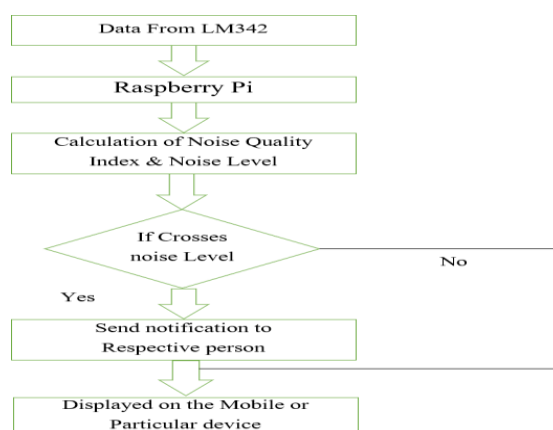 Data From LM342
Raspberry Pi
Calculation of Noise Quality
Index & Noise Level
If Crosses
noise Level
No
Yes
Send notification to
Respective person
Displayed on the Mobile or
Particular device